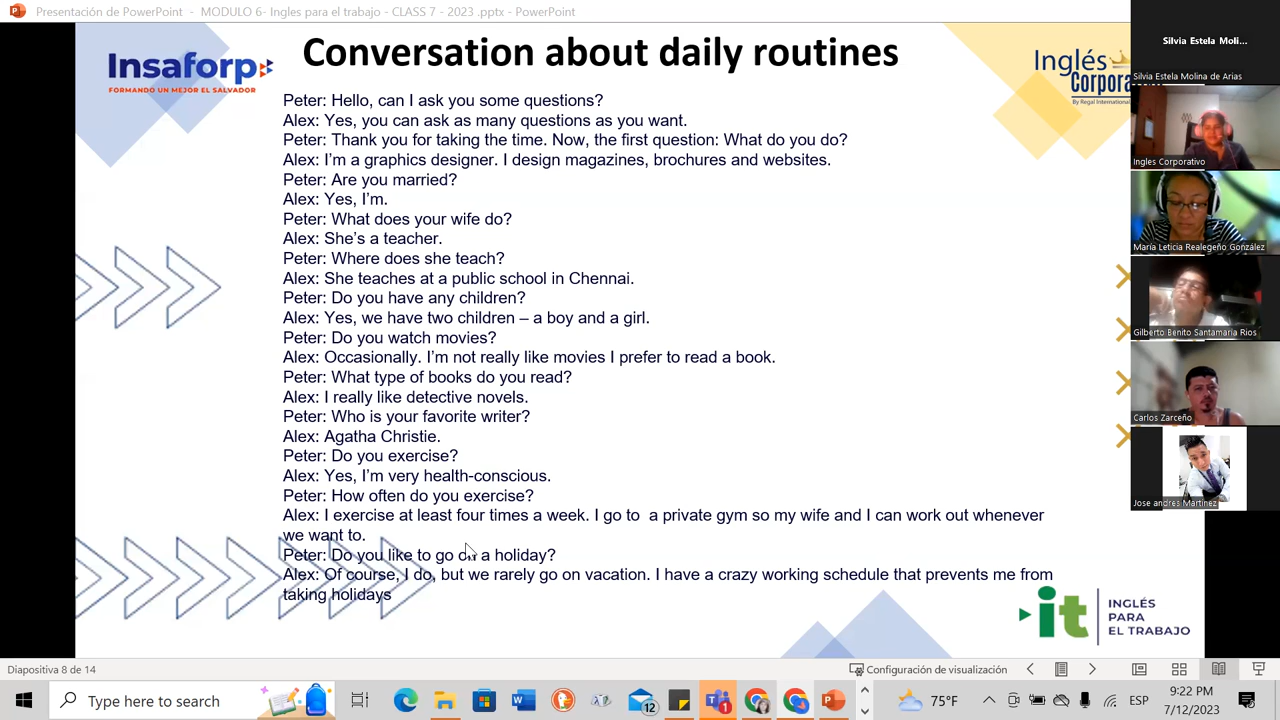 Presentación de PowerPoint - MODULO 6- Ingles para el trabajo - CLASS 7 - 2023 .pptx - PowerPoint
Insaforp
FORMANDO UN MEJOR EL SALVADOR
Conversation about daily routines
Inglés
Corpora
By Regal International
Peter: Hello, can I ask you some questions?
Alex: Yes, you can ask as many questions as you want.
Peter: Thank you for taking the time. Now, the first question: What do you do?
Alex: I’m a graphics designer. I design magazines, brochures and websites.
Peter: Are you married?
Alex: Yes, I’m.
Peter: What does your wife do?
Alex: She’s a teacher.
Peter: Where does she teach?
Alex: She teaches at a public school in Chennai.
Peter: Do you have any children?
Alex: Yes, we have two children – a boy and a girl.
Peter: Do you watch movies?
Alex: Occasionally. I’m not really like movies I prefer to read a book.
Peter: What type of books do you read?
Alex: I really like detective novels.
Peter: Who is your favorite writer?
Alex: Agatha Christie.
Peter: Do you exercise?
Alex: Yes, I’m very health-conscious.
Peter: How often do you exercise?
Alex: I exercise at least four times a week. I go to a private gym so my wife and I can work out whenever
we want to.
Peter: Do you like to go on a holiday?
Alex: Of course, I do, but we rarely go on vacation. I have a crazy working schedule that prevents me from
taking holidays
it
INGLÉS
PARA
EL TRABAJO
Silvia Estela Moli...
Silvia Estela Molina de Arias
Ingles Corporativo
María Leticia Realegeño González
Gilberto Benito Santamaría Rios
Carlos Zarceño
Jose andres Martínez
Diapositiva 8 de 14
Configuración de visualización
Type here to search
12
1
75°F
ESP
9:22 PM
7/12/2023